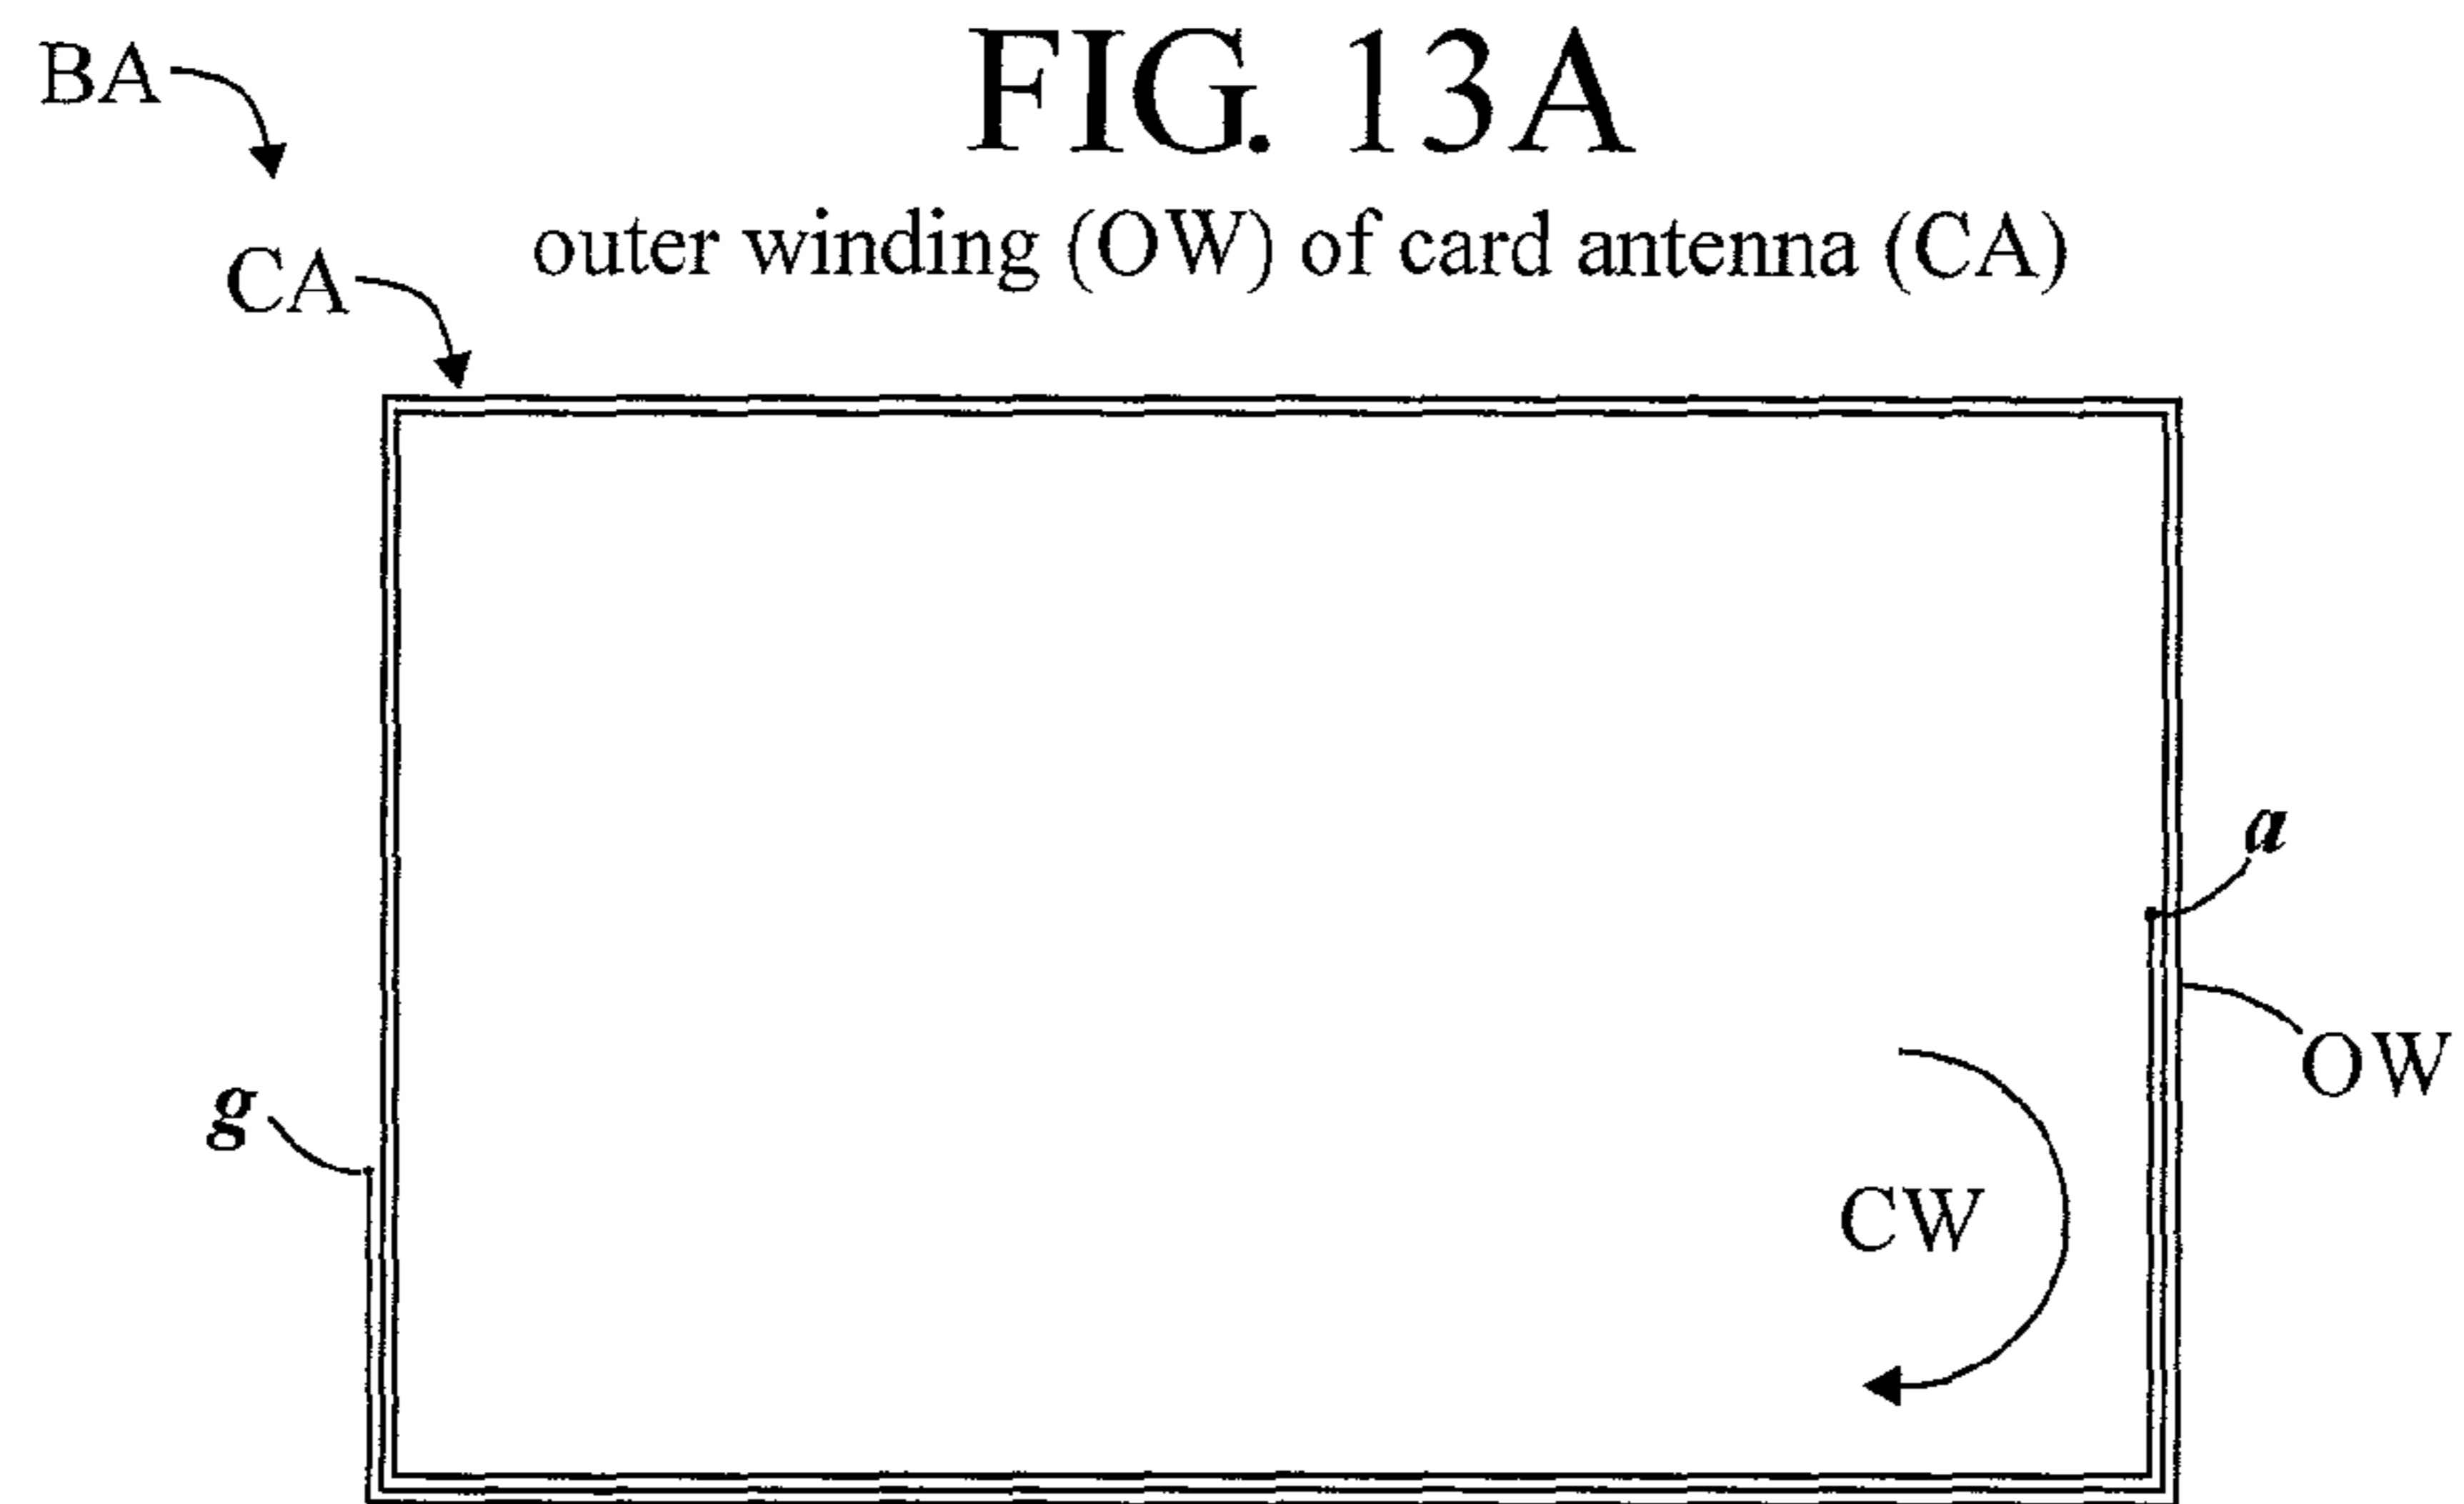 FIG. 13A
BA
outer winding (OW) of card antenna (CA)
CA
a
OW
g
CW